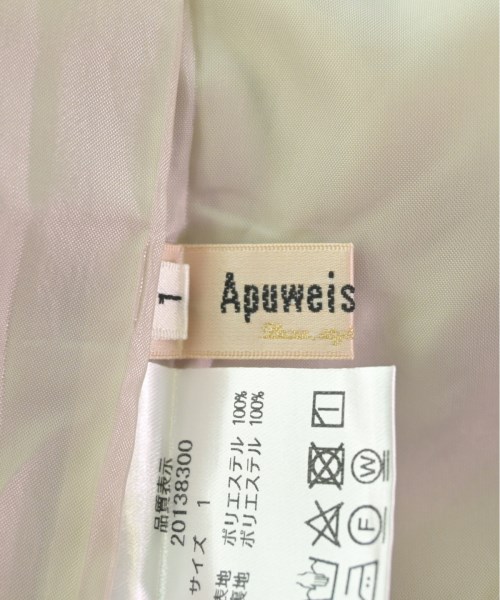 1
Apuweis
品質表示
20138300
サイズ 1
表地 ポリエステル 100%
裏地 ポリエステル 100%
W
F